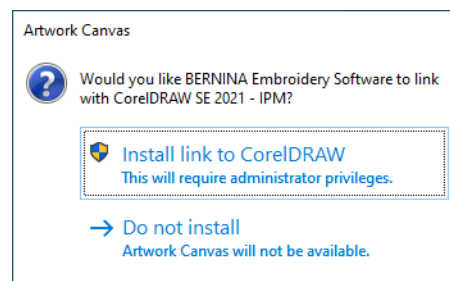 Artwork Canvas
Would you like BERNINA Embroidery Software to link
with CorelDRAW SE 2021 - IPM?
Install link to CorelDRAW
This will require administrator privileges.
Do not install
Artwork Canvas will not be available.